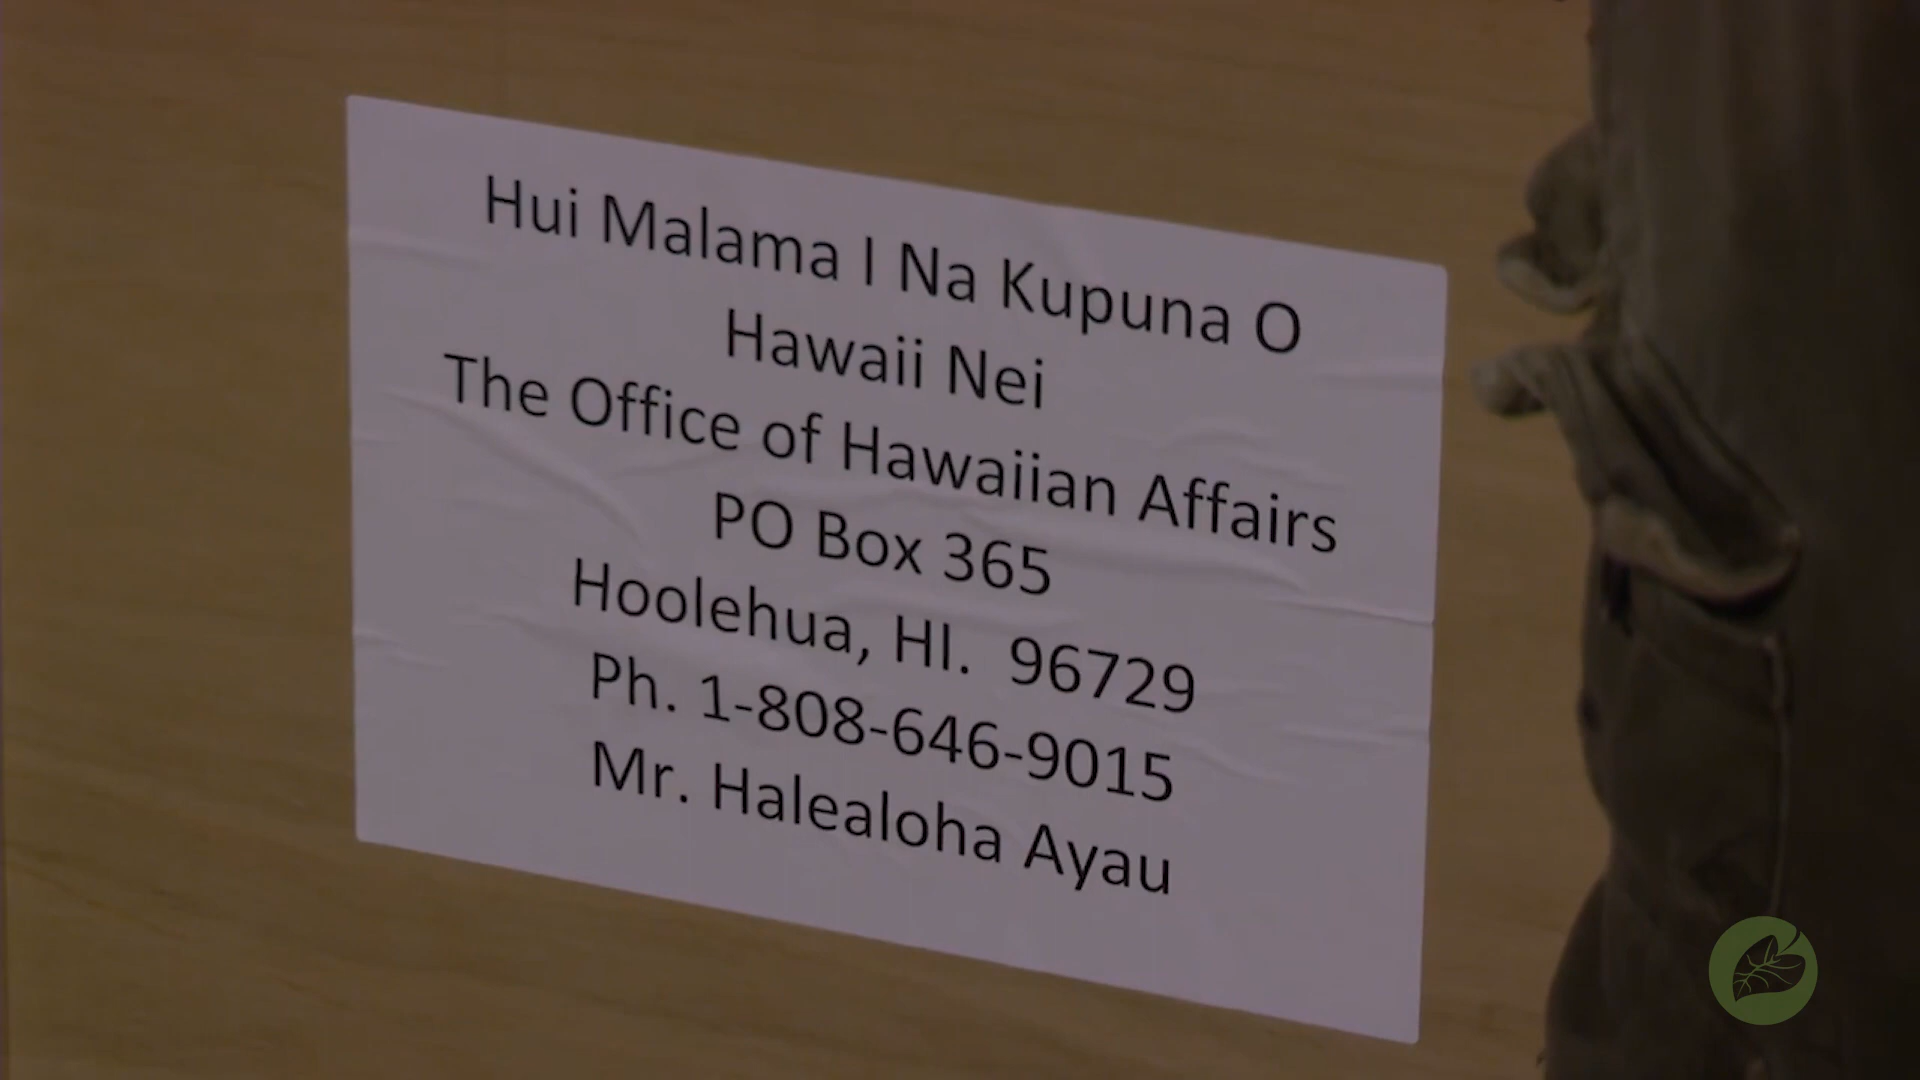 Hui Malama I Na Kupuna O
Hawaii Nei
The Office of Hawaiian Affairs
PO Box 365
Hoolehua, HI.  96729
Ph. 1-808-646-9015
Mr. Halealoha Ayau